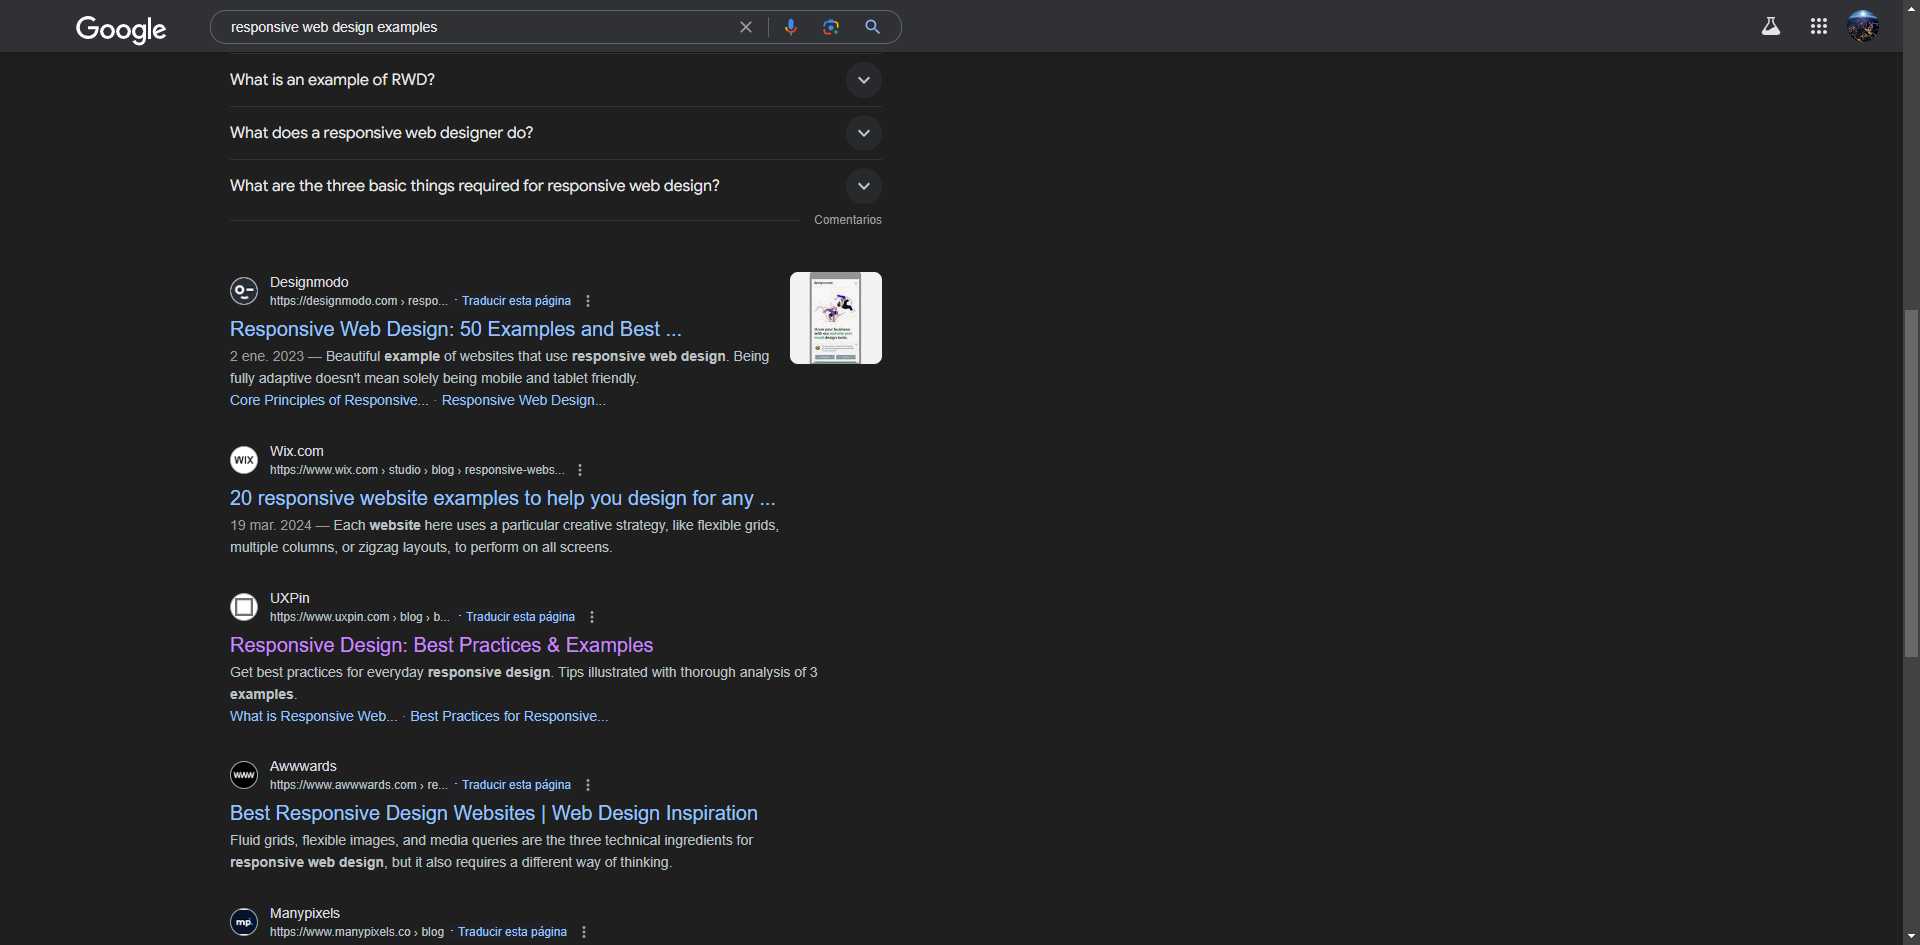 Google
responsive web design examples
What is an example of RWD?
What does a responsive web designer do?
What are the three basic things required for responsive web design?
Comentarios
Designmodo
https://designmodo.com › respo... · Traducir esta página
Responsive Web Design: 50 Examples and Best ...
2 ene. 2023 — Beautiful example of websites that use responsive web design. Being
fully adaptive doesn't mean solely being mobile and tablet friendly.
Core Principles of Responsive... · Responsive Web Design...
WIX
Wix.com
https://www.wix.com › studio › blog › responsive-webs...
20 responsive website examples to help you design for any ...
19 mar. 2024 — Each website here uses a particular creative strategy, like flexible grids,
multiple columns, or zigzag layouts, to perform on all screens.
UXPin
https://www.uxpin.com › blog › b... · Traducir esta página
Responsive Design: Best Practices & Examples
Get best practices for everyday responsive design. Tips illustrated with thorough analysis of 3
examples.
What is Responsive Web... · Best Practices for Responsive...
www
Awwwards
https://www.awwwards.com › re... · Traducir esta página
Best Responsive Design Websites | Web Design Inspiration
Fluid grids, flexible images, and media queries are the three technical ingredients for
responsive web design, but it also requires a different way of thinking.
mp.
Manypixels
https://www.manypixels.co › blog · Traducir esta página